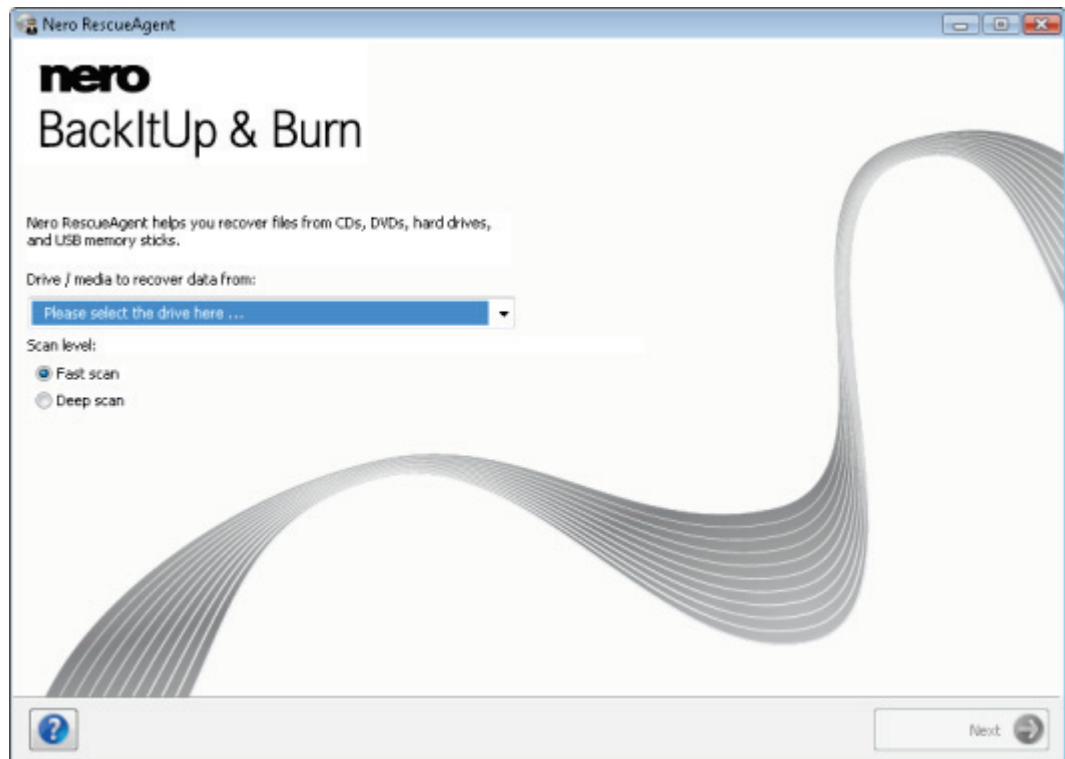 Nero RescueAgent
nero
BackItUp & Burn
Nero RescueAgent helps you recover files from CDs, DVDs, hard drives,
and USB memory sticks.
Drive / media to recover data from:
Please select the drive here ...
Scan level:
Fast scan
Deep scan
?
Next